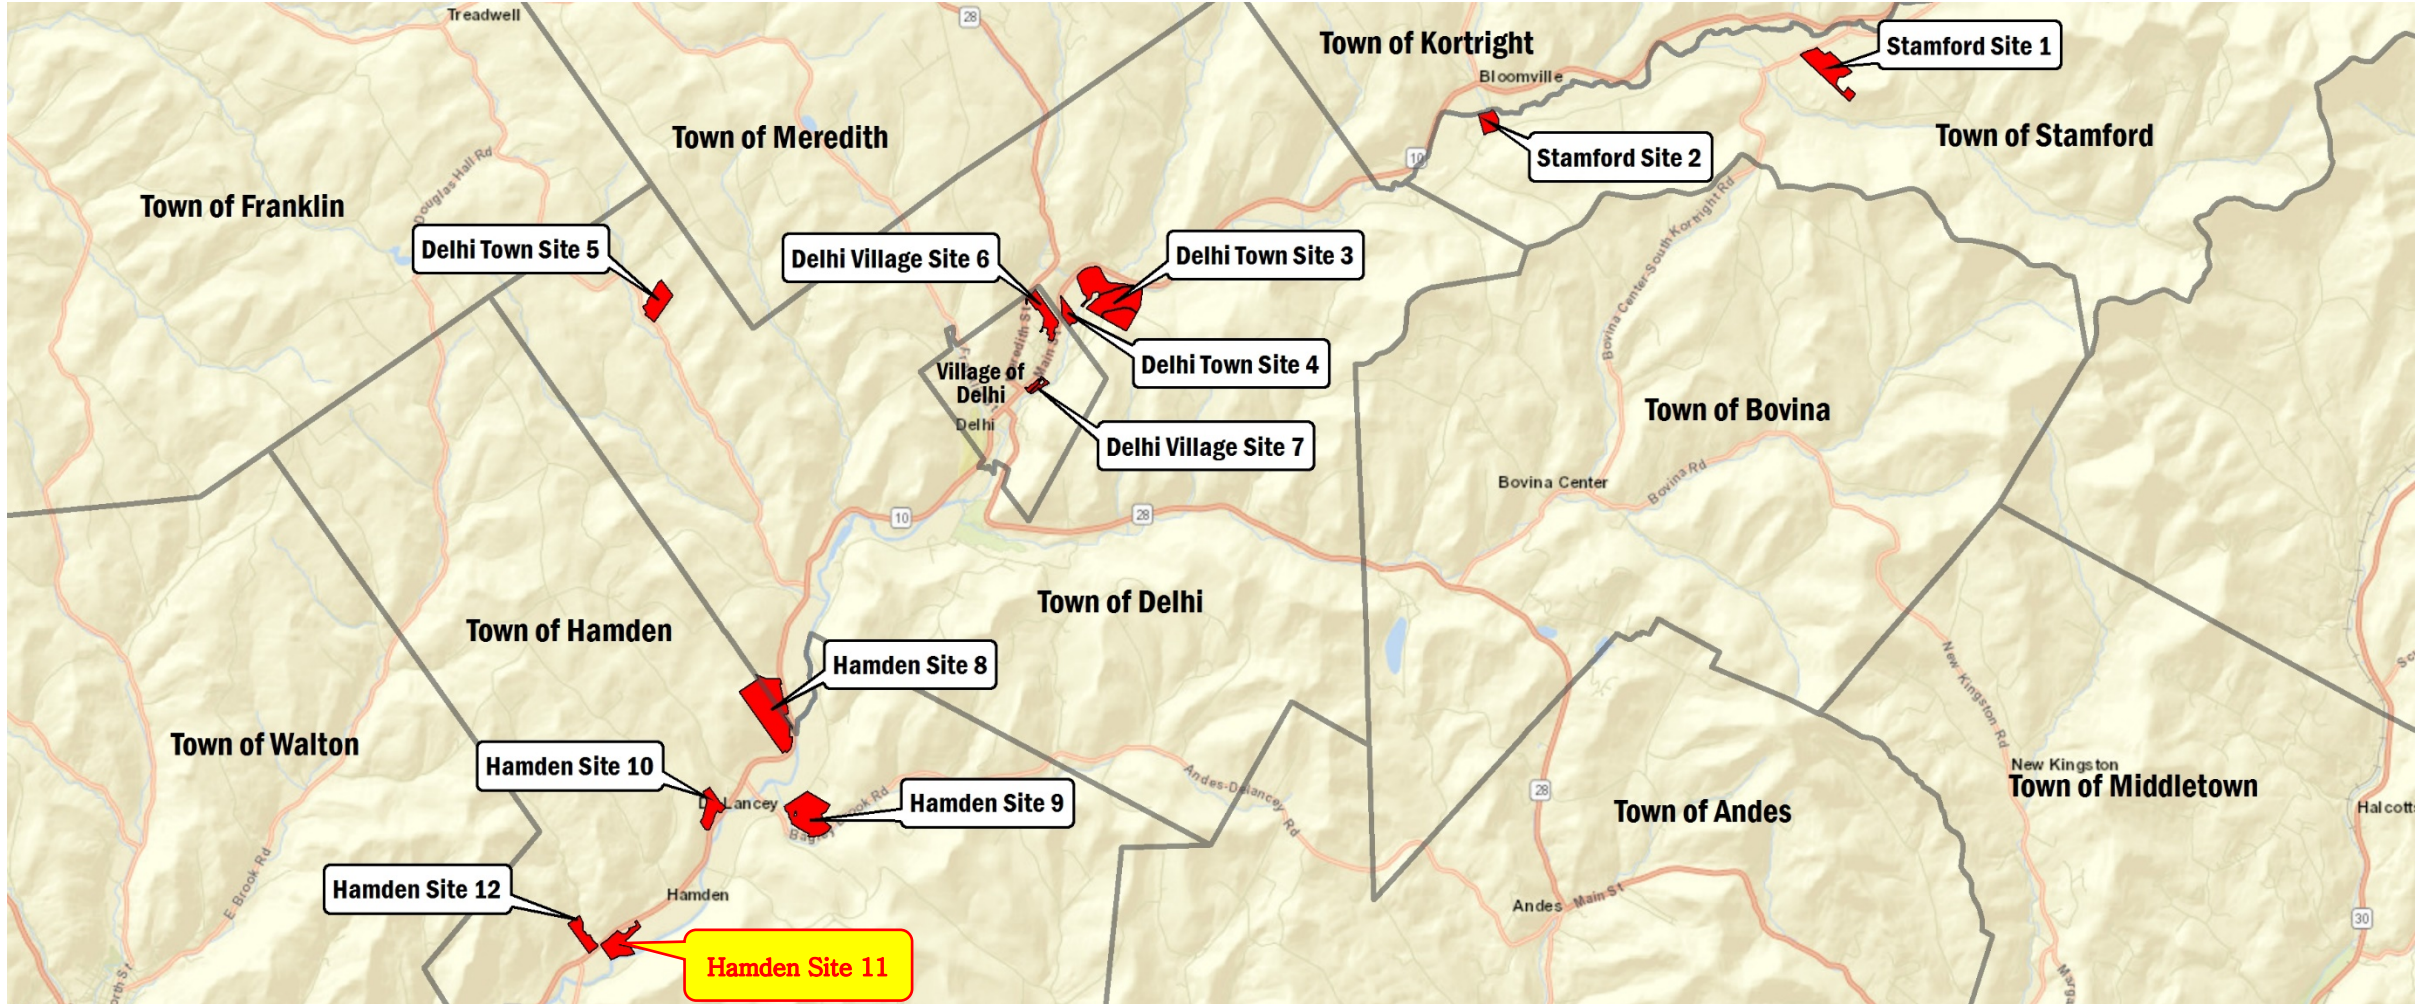 Treadwell
28
Town of Kortright
Bloomville
Stamford Site 1
Town of Meredith
Town of Stamford
10
Stamford Site 2
Douglas Hall Rd
Town of Franklin
Delhi Town Site 5
Delhi Village Site 6
Delhi Town Site 3
Bovina Center-South Kortright Rd
Main St
Delhi Town Site 4
Village of
Delhi
Delhi
Delhi Village Site 7
Town of Bovina
Bovina Center
Bovina Rd
10
28
Town of Delhi
Town of Hamden
Hamden Site 8
New Kingston Rd
Town of Walton
Hamden Site 10
Lancey
Hamden Site 9
Andes-Delancey Rd
28
New Kingston
Town of Middletown
Town of Andes
Halcott
E Brook Rd
Hamden Site 12
Hamden
Andes
Main St
30
Hamden Site 11